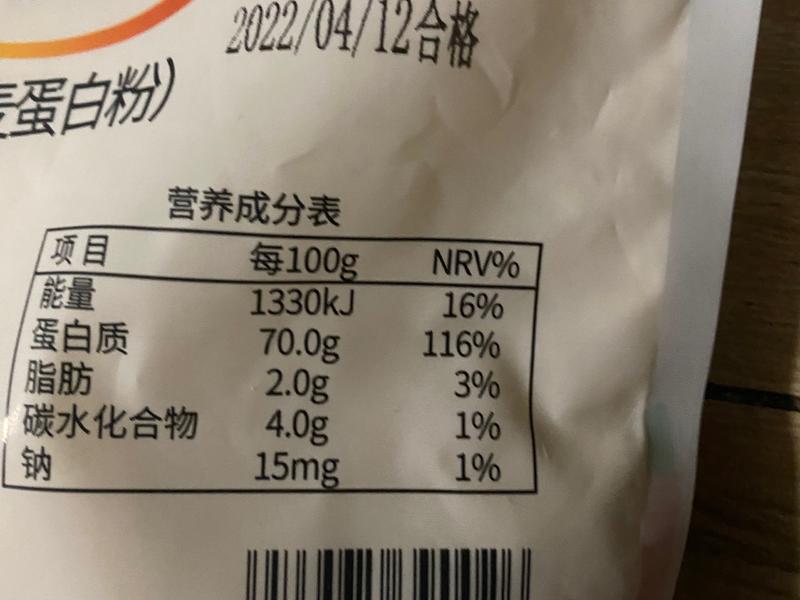 2022/04/12合格
蛋白粉)
营养成分表
项目 每100g NRV%
能量 1330kJ 16%
蛋白质 70.0g 116%
脂肪 2.0g 3%
碳水化合物 4.0g 1%
钠 15mg 1%